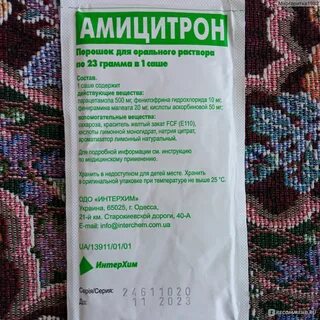 АМИЦИТРОН
Порошок для орального раствора
по 23 грамма в 1 саше
Состав.
1 саше содержит
действующие вещества:
парацетамола 500 мг; фенилэфрина гидрохлорида 10 мг;
фенирамина малеата 20 мг; кислоты аскорбиновой 50 мг;
вспомогательные вещества:
сахароза, краситель желтый закат FCF (E110),
кислоты лимонной моногидрат, натрия цитрат,
ароматизатор лимонный натуральный.
Для подробной информации см. инструкцию
по медицинскому применению.
Хранить в недоступном для детей месте. Хранить
в оригинальной упаковке при температуре не выше 25 °С.
ОДО «ИНТЕРХИМ»
Украина, 65025, г. Одесса,
21-й км. Старокиевской дороги, 40-А
E-mail: info@interchem.com.ua
UA/13911/01/01
ИнтерХим
Серія/Серия: 24611020
До: 11 2023
IRECOMMEND.RU